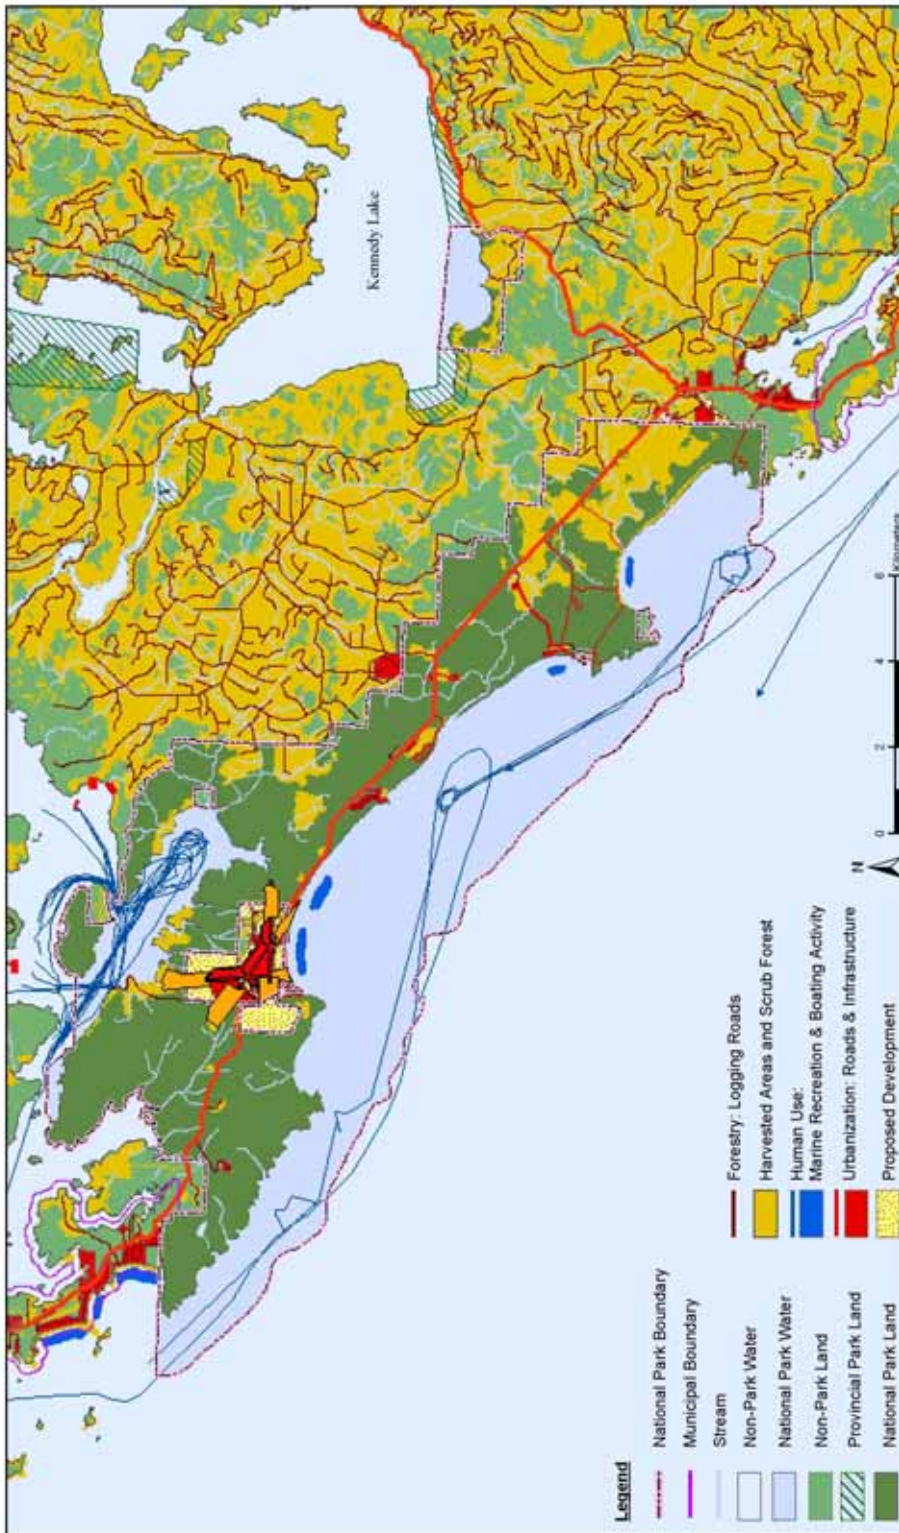 Kennedy Lake
Legend
National Park Boundary
Municipal Boundary
Stream
Non-Park Water
National Park Water
Non-Park Land
Provincial Park Land
National Park Land
Forestry: Logging Roads
Harvested Areas and Scrub Forest
Human Use:
Marine Recreation & Boating Activity
Urbanization: Roads & Infrastructure
Proposed Development
N
0 2 4 6
Kilometers